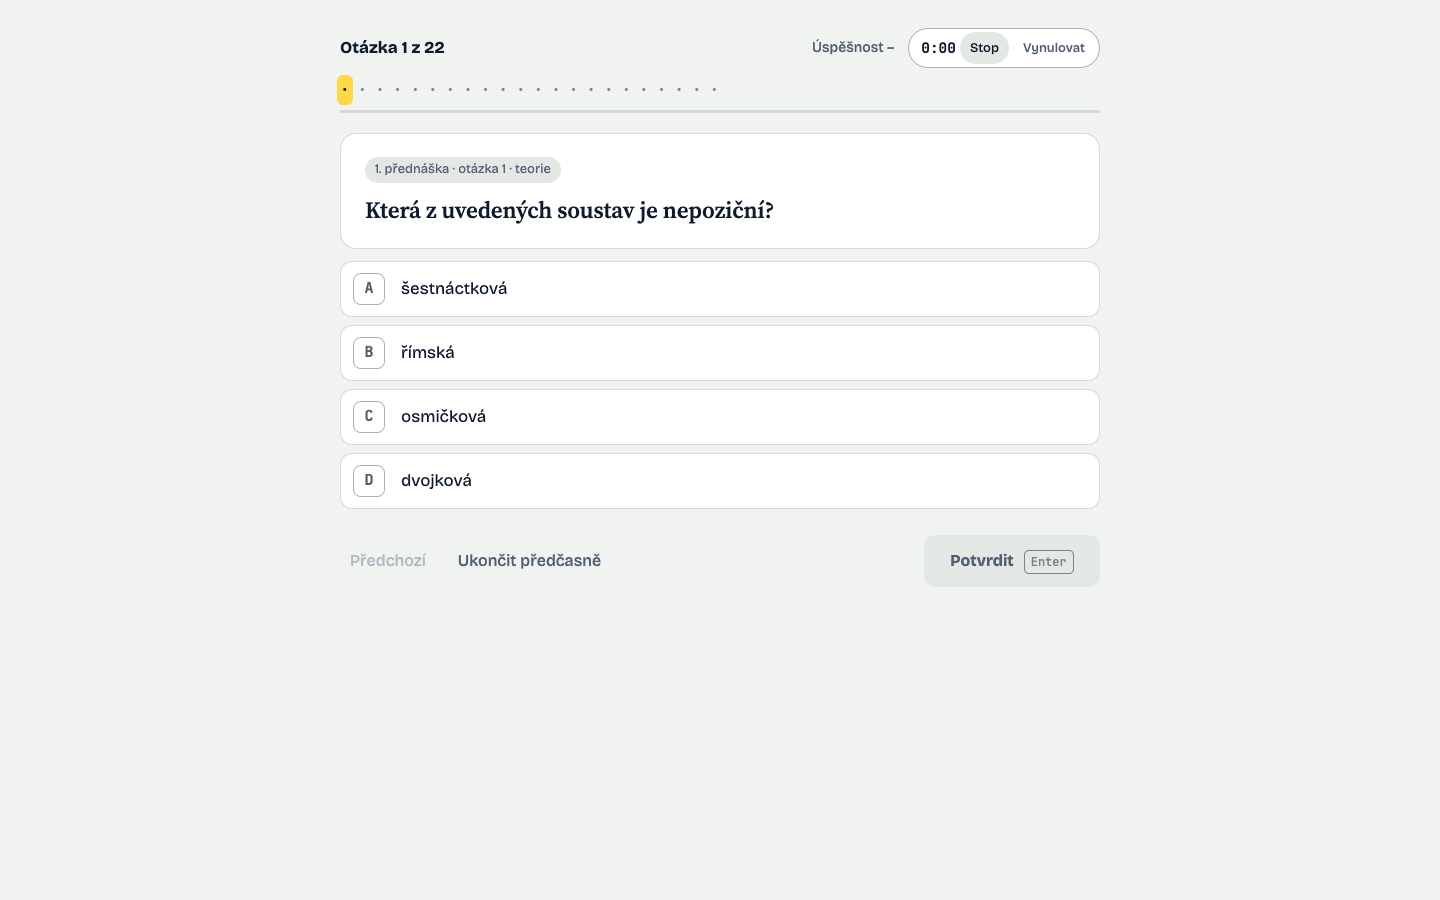 Otázka 1 z 22
Úspěšnost –
0:00 Stop Vynulovat
1. přednáška · otázka 1 · teorie
Která z uvedených soustav je nepoziční?
A šestnáctková
B římská
C osmičková
D dvojková
Předchozí Ukončit předčasně Potvrdit Enter